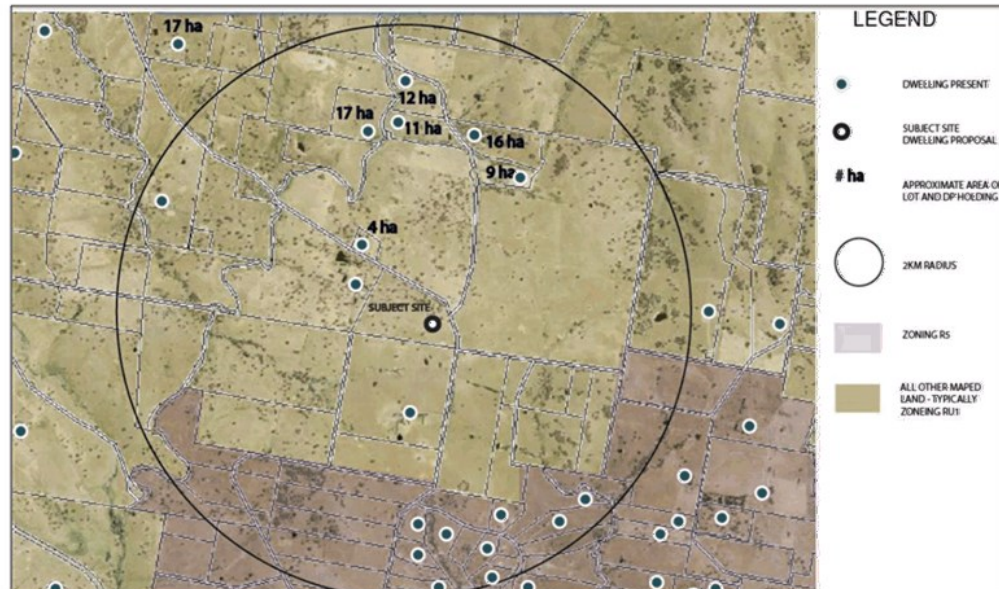 LEGEND
17 ha
12 ha
17 ha
11 ha
16 ha
9 ha
4 ha
SUBJECT SITE
DWELLING PRESENT
SUBJECT SITE
DWELLING PROPOSAL
# ha
APPROXIMATE AREA O
LOT AND DP HOLDING
2KM RADIUS
ZONING R5
ALL OTHER MAPED
LAND - TYPICALLY
ZONEING RU1